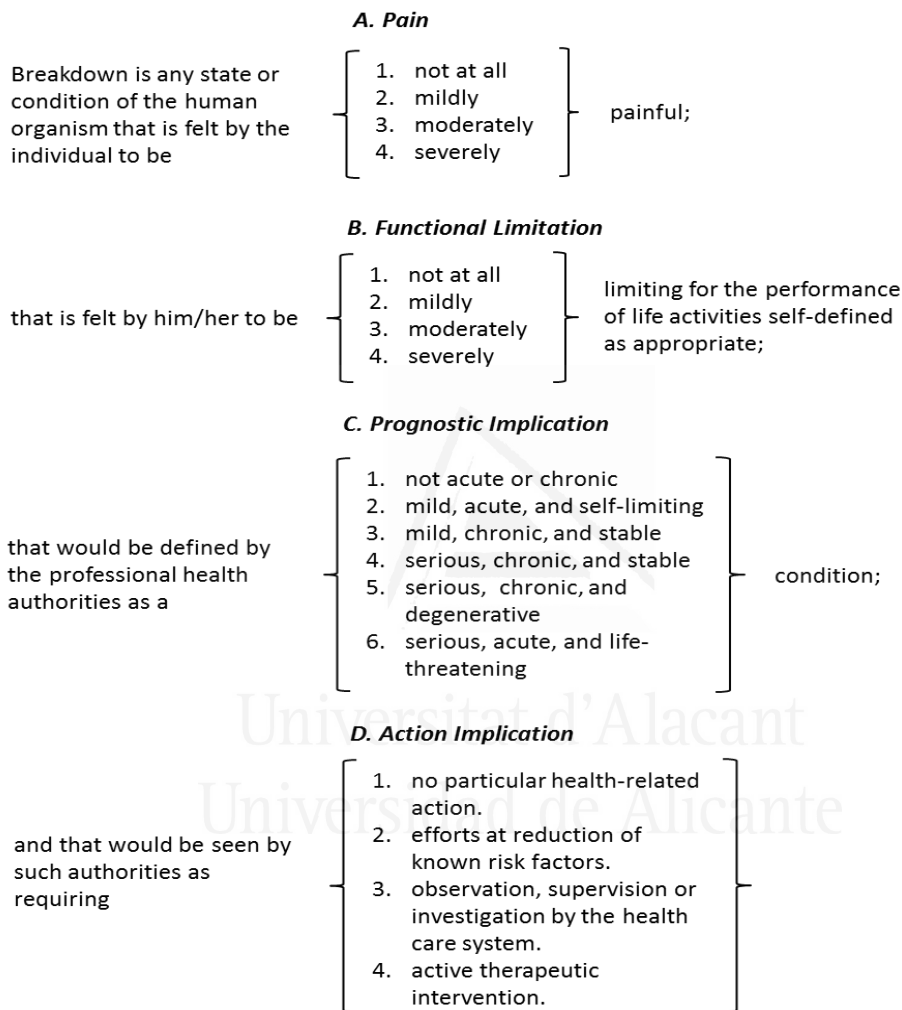 A. Pain
Breakdown is any state or
condition of the human
organism that is felt by the
individual to be
1. not at all
2. mildly
3. moderately
4. severely
painful;
B. Functional Limitation
that is felt by him/her to be
1. not at all
2. mildly
3. moderately
4. severely
limiting for the performance
of life activities self-defined
as appropriate;
C. Prognostic Implication
that would be defined by
the professional health
authorities as a
1. not acute or chronic
2. mild, acute, and self-limiting
3. mild, chronic, and stable
4. serious, chronic, and stable
5. serious, chronic, and
degenerative
6. serious, acute, and life-
threatening
condition;
Universitat d'Alacant
Universidad de Alicante
D. Action Implication
and that would be seen by
such authorities as
requiring
1. no particular health-related
action.
2. efforts at reduction of
known risk factors.
3. observation, supervision or
investigation by the health
care system.
4. active therapeutic
intervention.